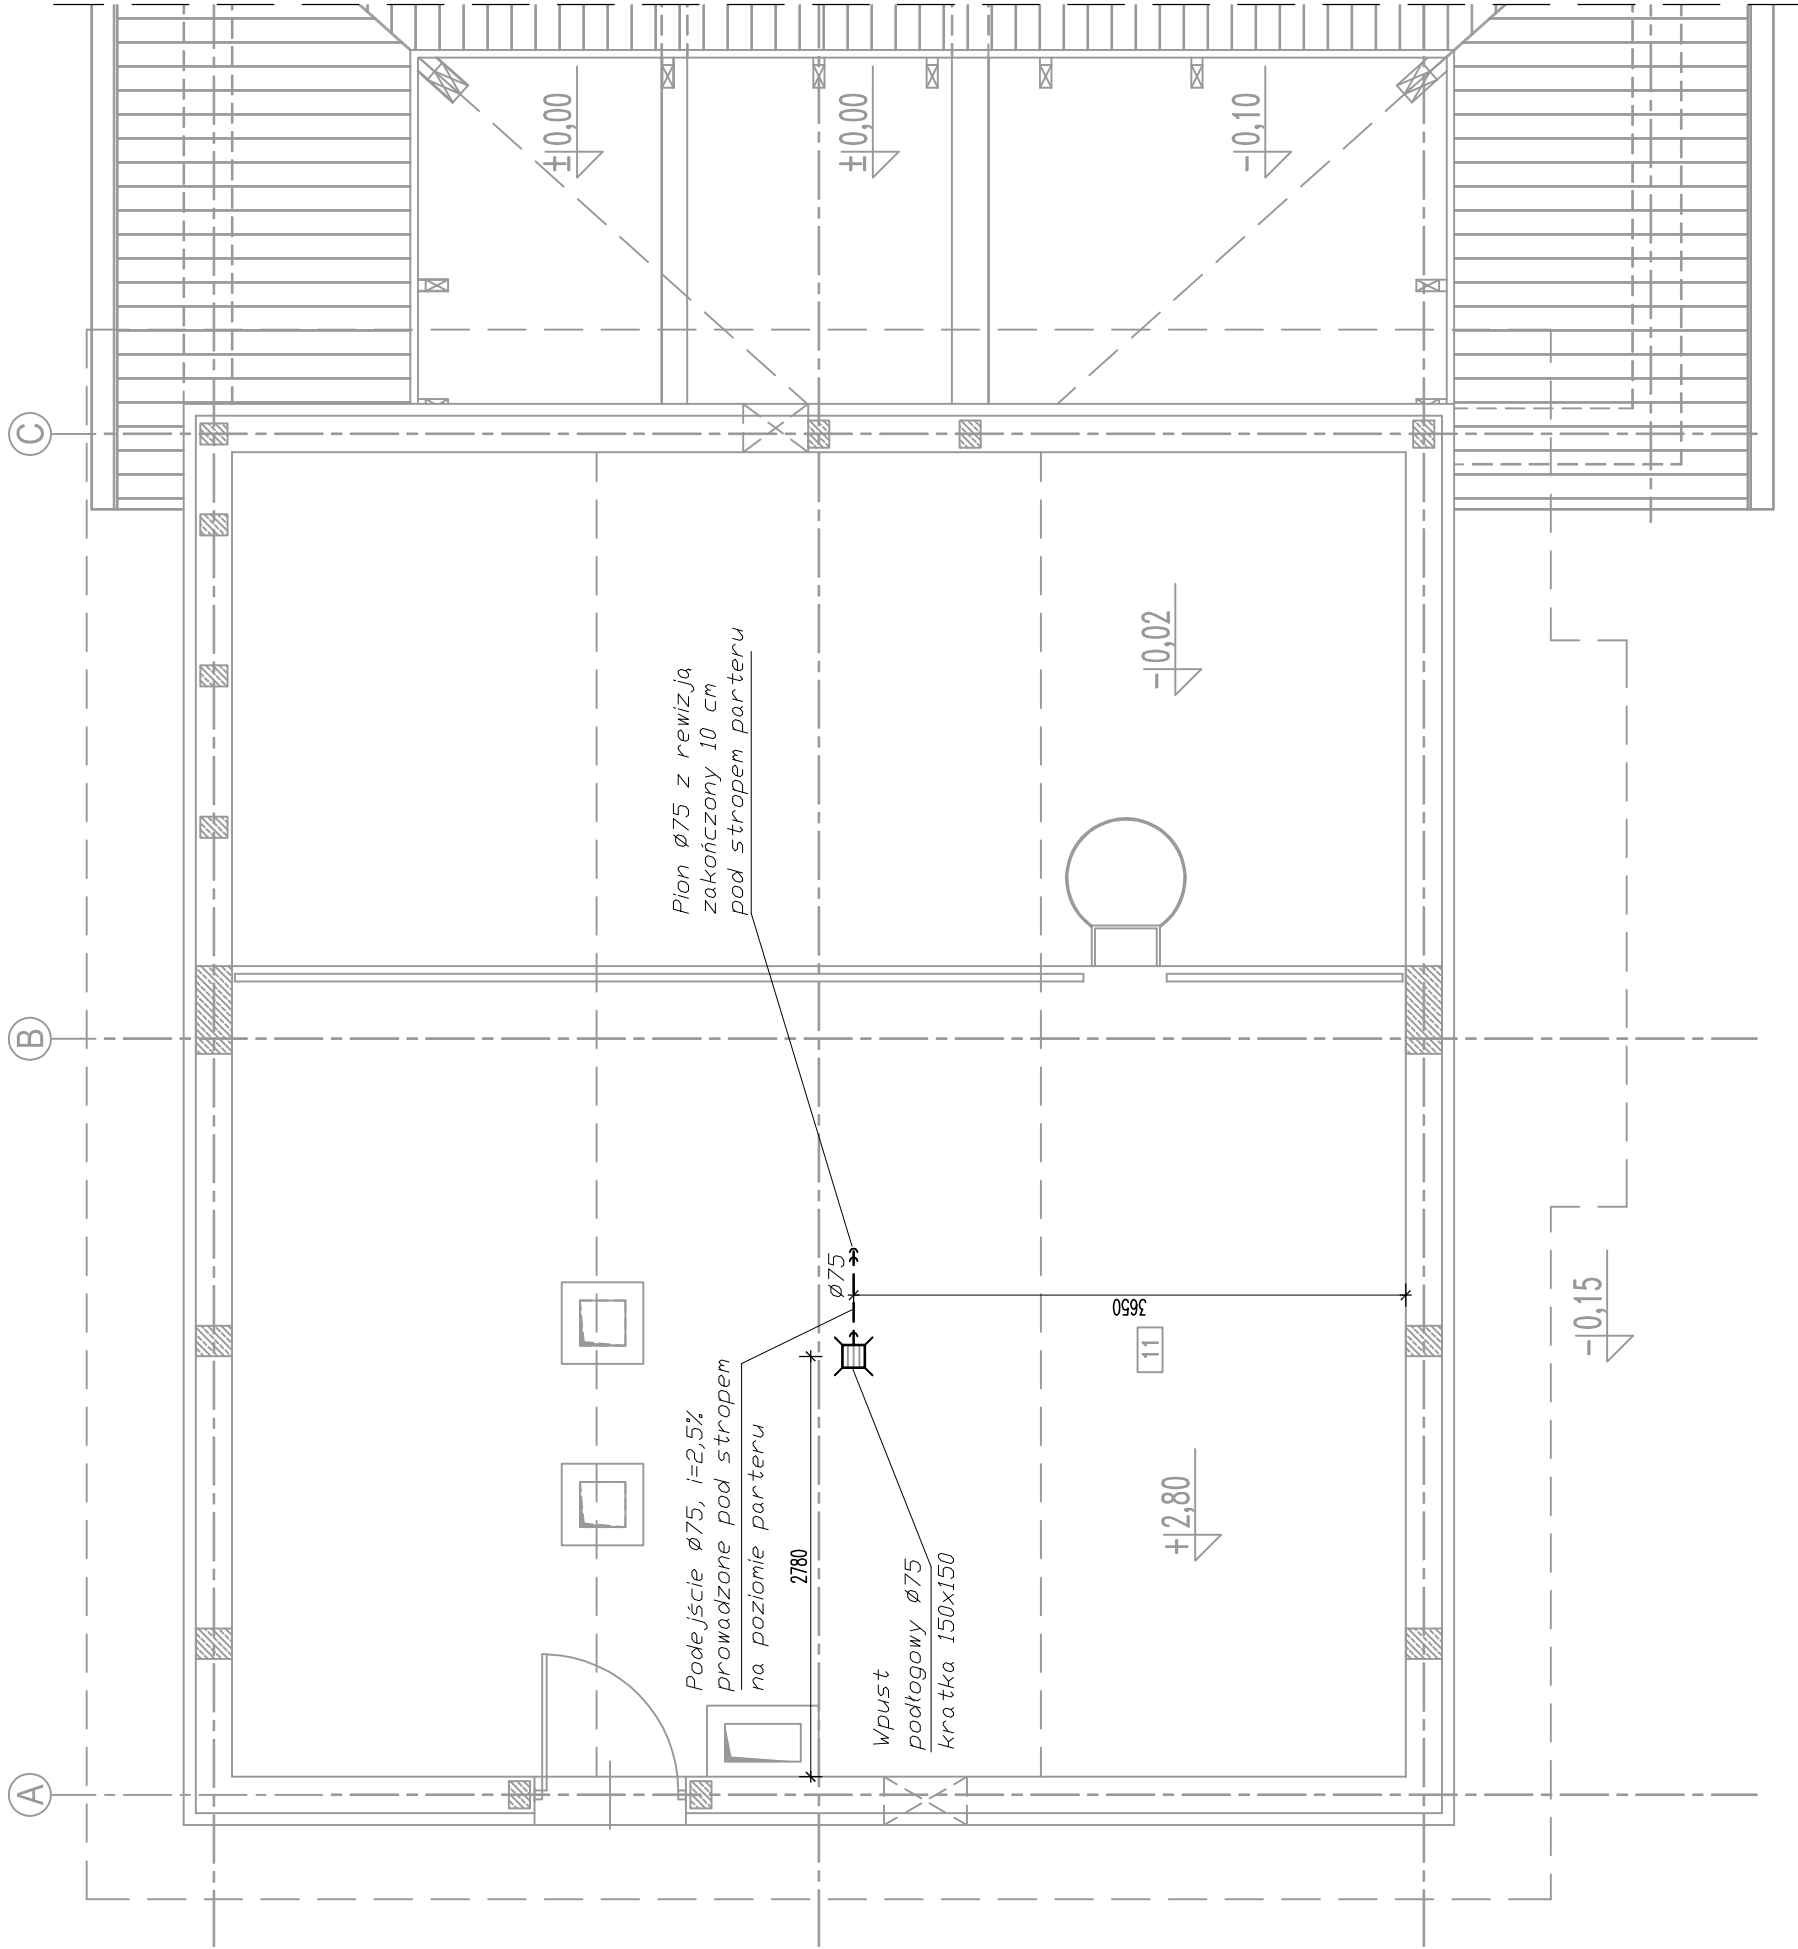 C
B
A
±0,00
±0,00
-0,10
Pion Ø75 z rewizją
zakończony 10 cm
pod stropem parteru
-0,02
Ø75
3650
11
-0,15
Podejście Ø75, i=2,5%
prowadzone pod stropem
na poziomie parteru
2780
Wpust
podłogowy Ø75
kratka 150x150
+2,80